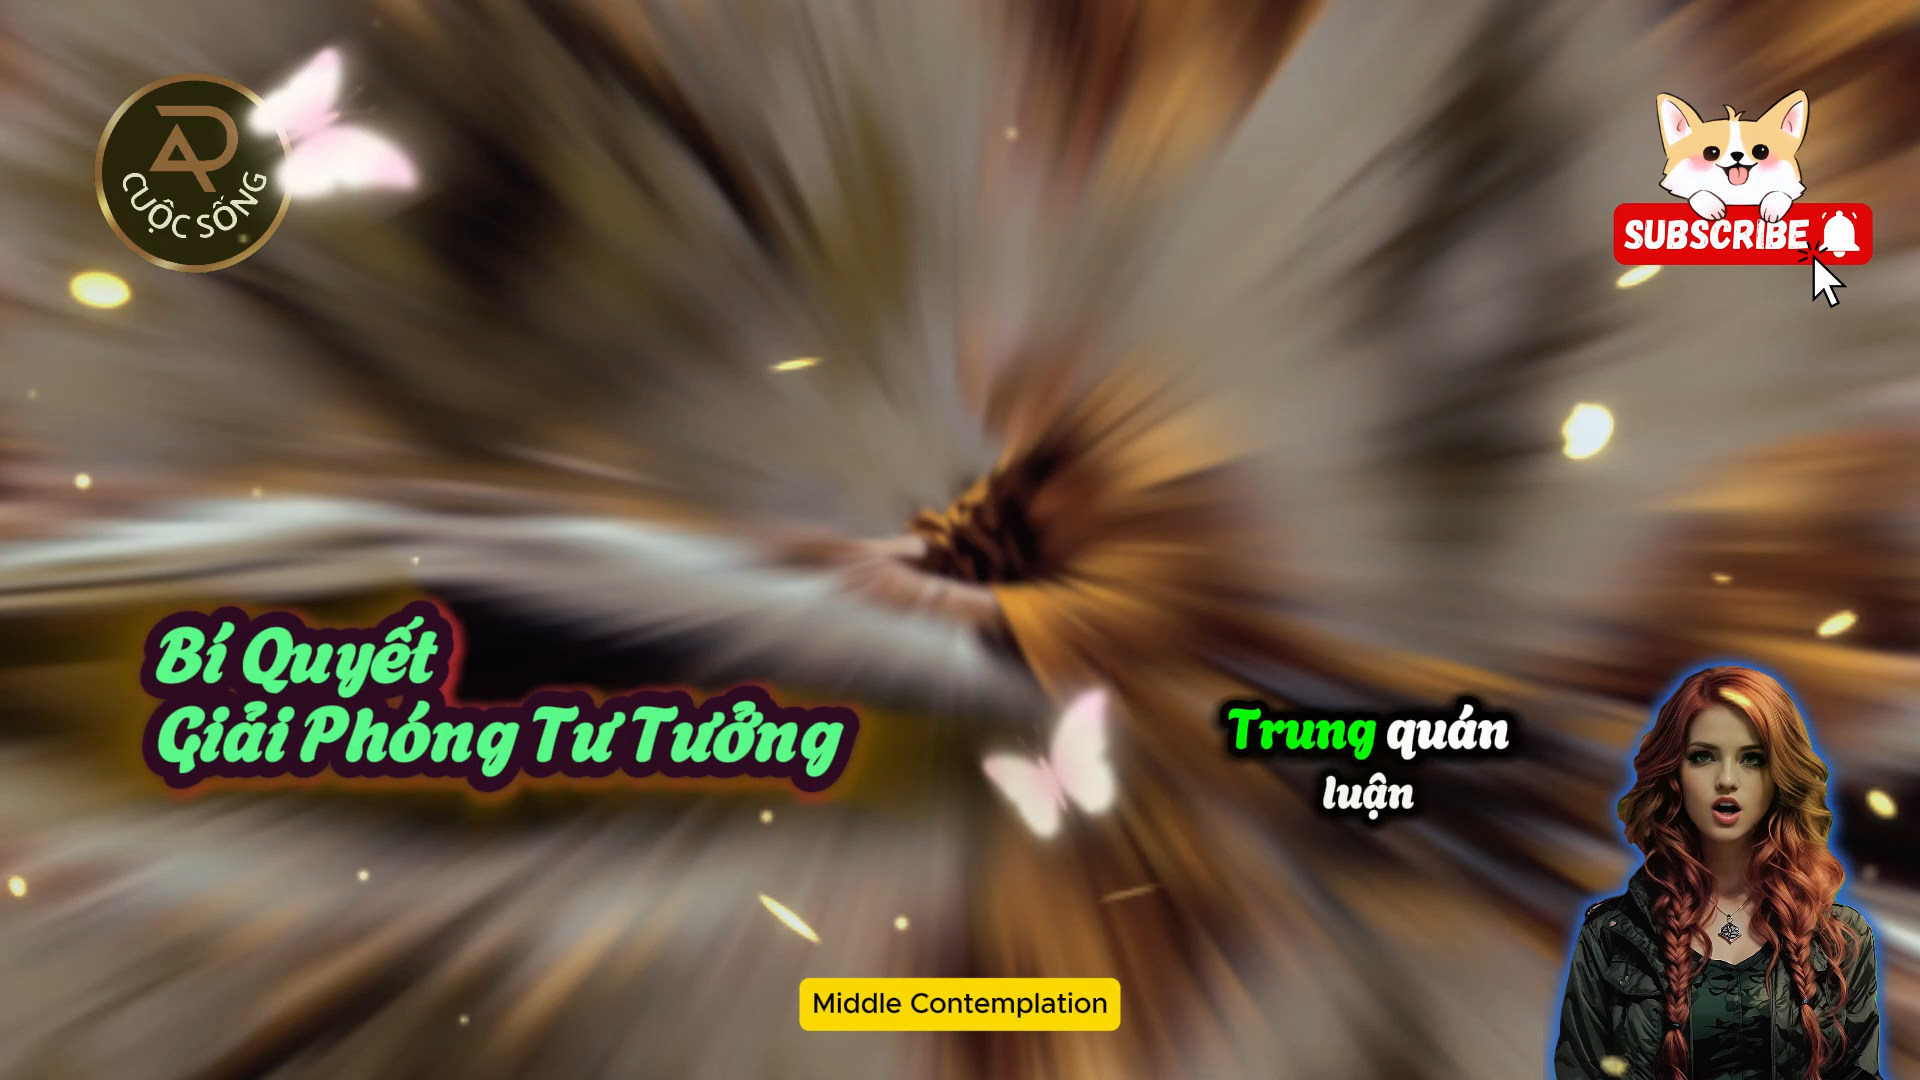 CUỘC SỐNG
SUBSCRIBE
Bí Quyết
Giải Phóng Tư Tưởng
Trung quán
luận
Middle Contemplation